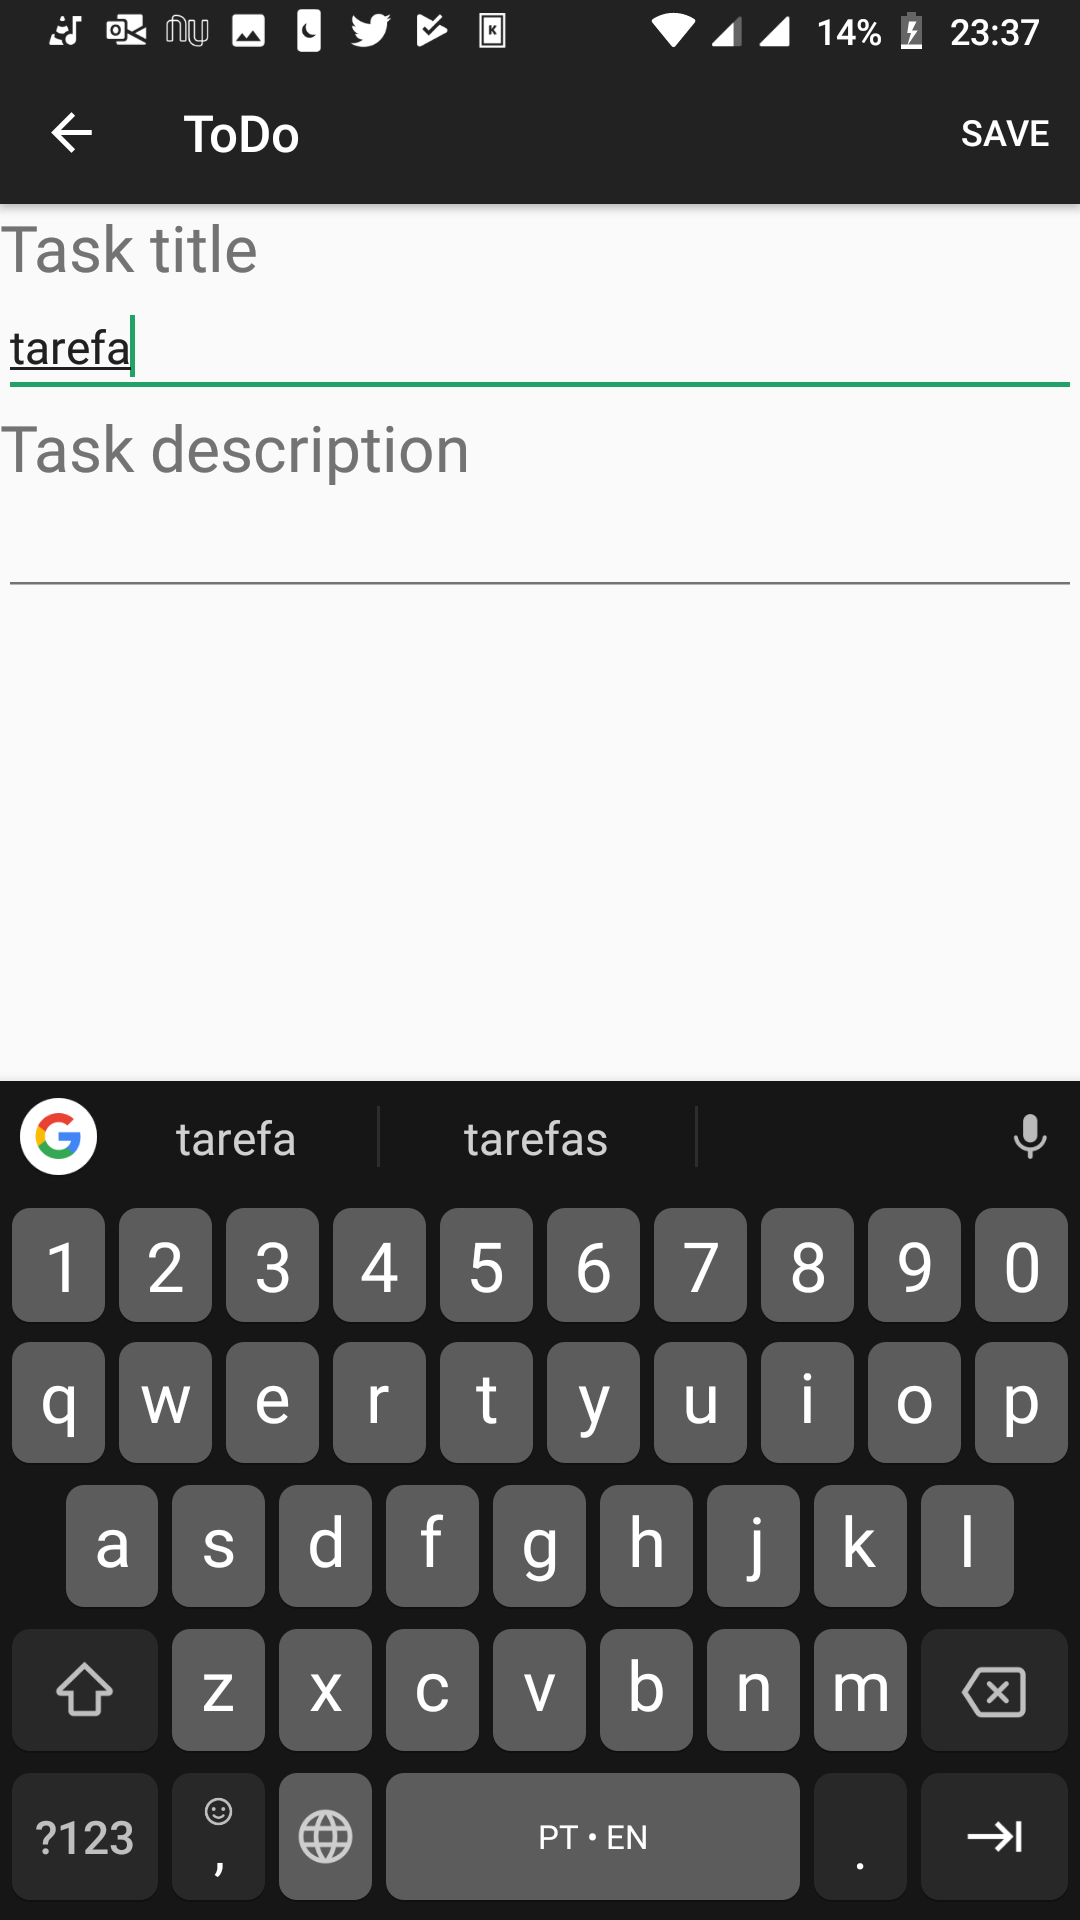 14% 23:37
ToDo SAVE
Task title
tarefa
Task description
tarefa tarefas
1 2 3 4 5 6 7 8 9 0
q w e r t y u i o p
a s d f g h j k l
z x c v b n m
?123 , PT • EN .